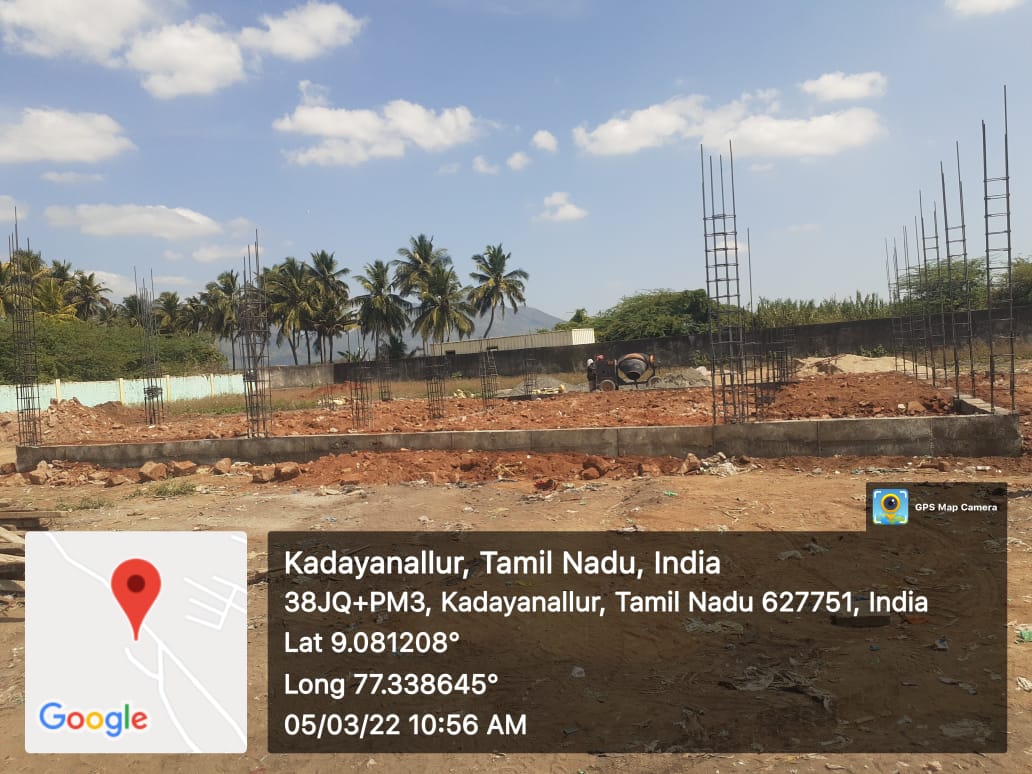 GPS Map Camera
Kadayanallur, Tamil Nadu, India
38JQ+PM3, Kadayanallur, Tamil Nadu 627751, India
Lat 9.081208°
Long 77.338645°
05/03/22 10:56 AM
Google